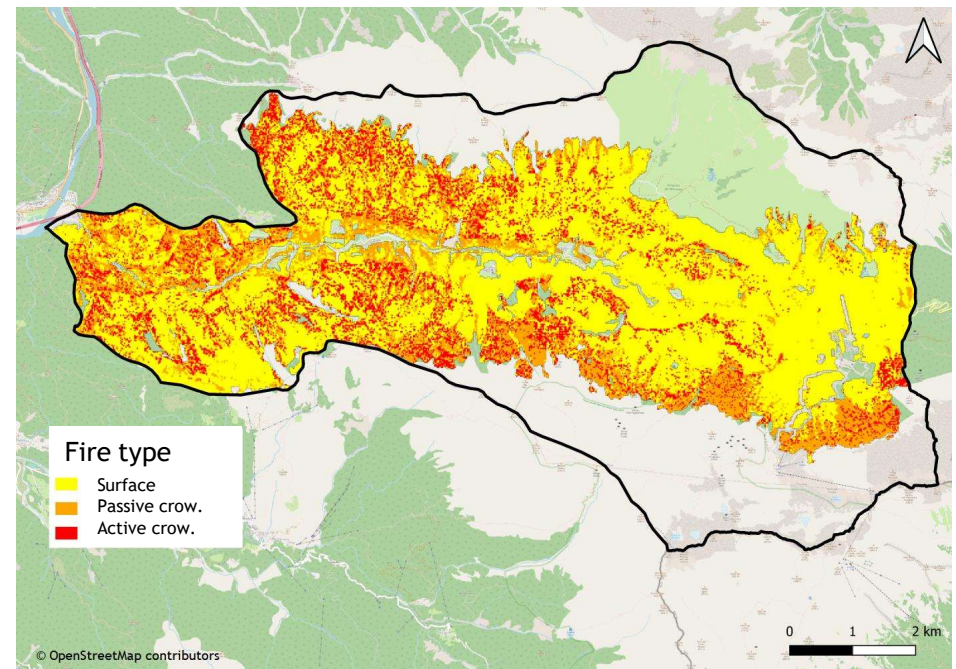 Fire type
Surface
Passive crow.
Active crow.
0 1 2 km
© OpenStreetMap contributors